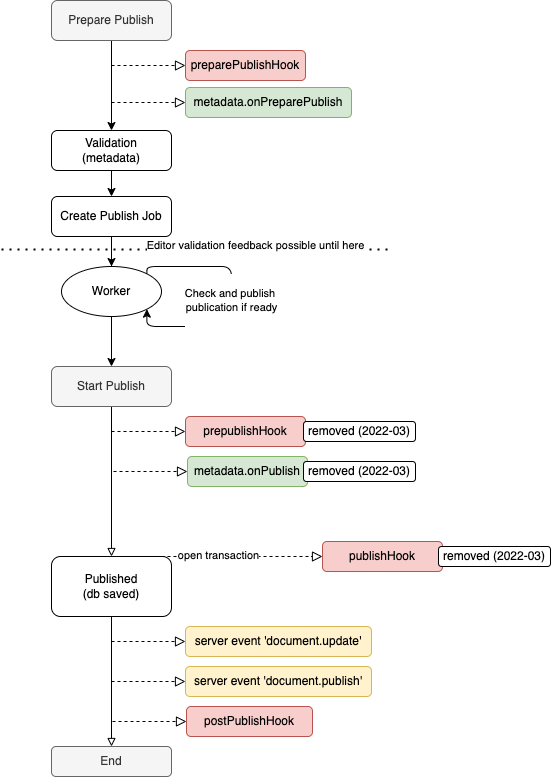 Prepare Publish
preparePublishHook
metadata.onPreparePublish
Validation
(metadata)
Create Publish Job
Editor validation feedback possible until here
Worker
Check and publish
publication if ready
Start Publish
prepublishHook
removed (2022-03)
metadata.onPublish
removed (2022-03)
open transaction
publishHook
removed (2022-03)
Published
(db saved)
server event 'document.update'
server event 'document.publish'
postPublishHook
End